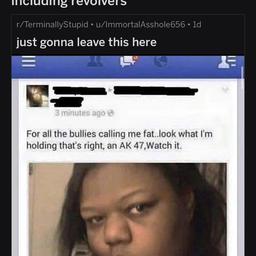 including revolvers
r/TerminallyStupid • u/ImmortalAsshole656 • 1d
just gonna leave this here
3 minutes ago
For all the bullies calling me fat..look what I'm
holding that's right, an AK 47,Watch it.